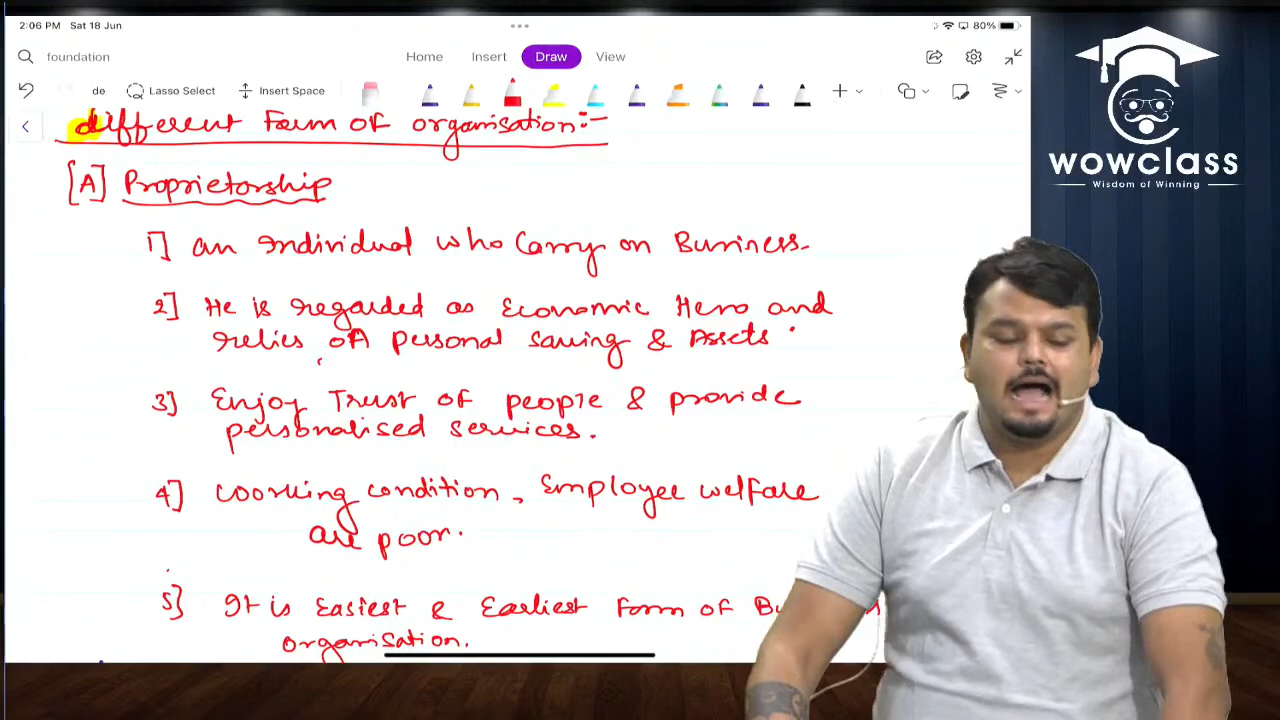 2:06 PM Sat 18 Jun
80%
foundation
Home Insert Draw View
de Lasso Select Insert Space
different Form of organisation:-
[A] Proprietorship
1] an Individual who Carry on Business.
2] He is regarded as Economic Hero and
relies on personal saving & Assets
3] Enjoy Trust of people & provide
personalised services.
4] working condition, Employee welfare
are poor.
5] It is Easiest & Earliest Form of
organisation.
wowclass
Wisdom of Winning